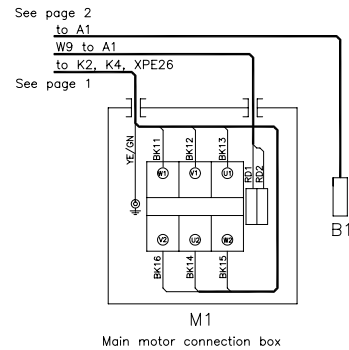 See page 2
to A1
W9 to A1
to K2, K4, XPE26
See page 1
YE/GN
BK11
BK12
BK13
RD1
RD2
W1
V1
U1
V2
U2
W2
BK16
BK14
BK15
B1
M1
Main motor connection box